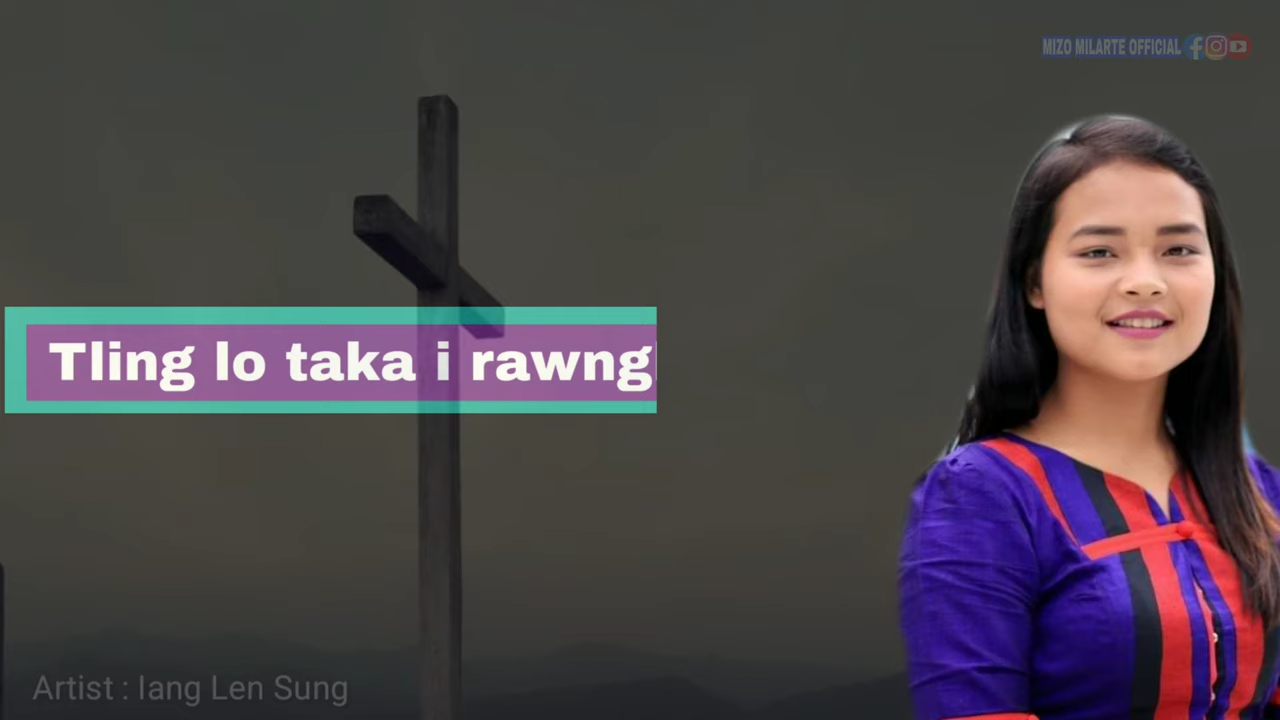 MIZO MILARTE OFFICIAL
Tling lo taka i rawng
Artist : Iang Len Sung